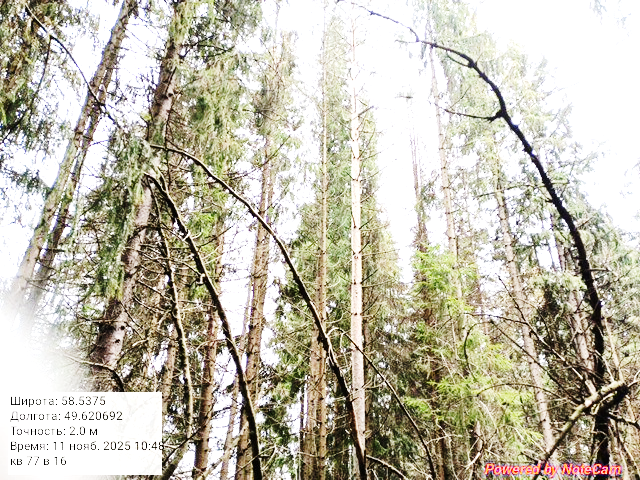 Широта: 58.5375
Долгота: 49.620692
Точность: 2.0 м
Время: 11 нояб. 2025 10:48
кв 77 в 16
Powered by NoteCam